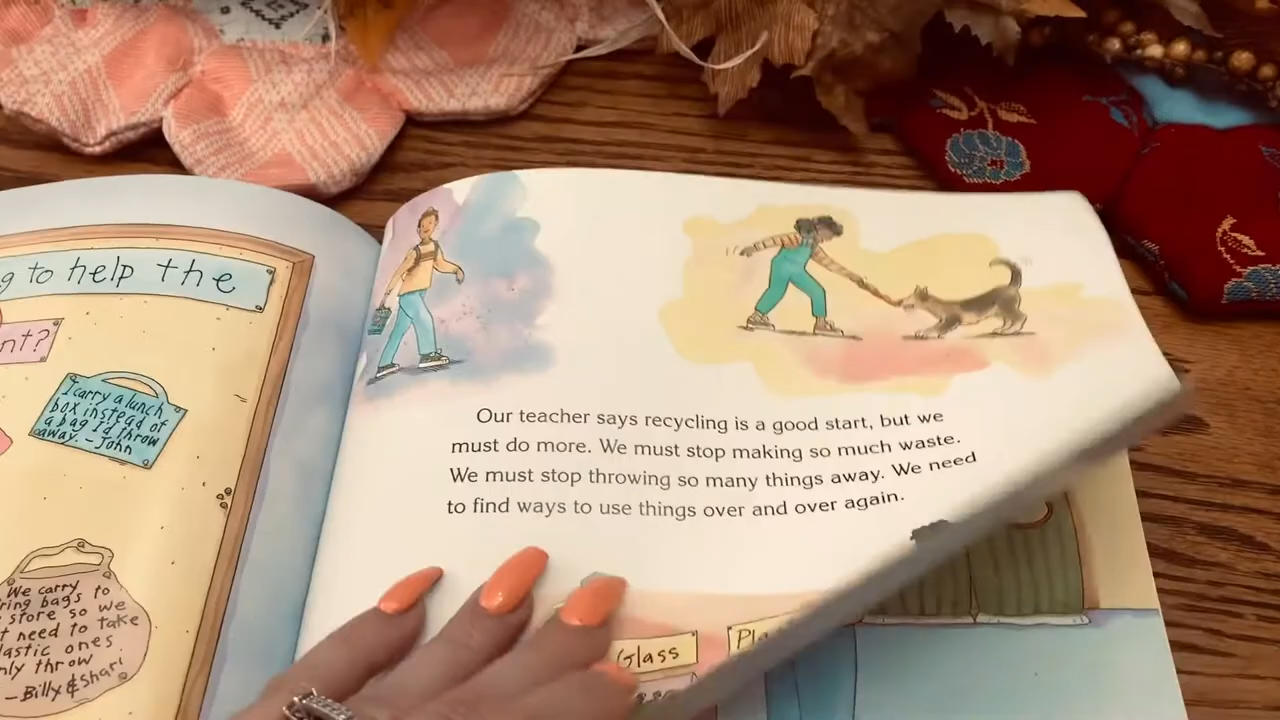 g to help the
nt?
I carry a lunch
box instead of
a bag I'd throw
away. - John
We carry
ring bags to
store so we
t need to take
lastic ones
nly throw
- Billy & Shari
Our teacher says recycling is a good start, but we
must do more. We must stop making so much waste.
We must stop throwing so many things away. We need
to find ways to use things over and over again.
Glass
Pla